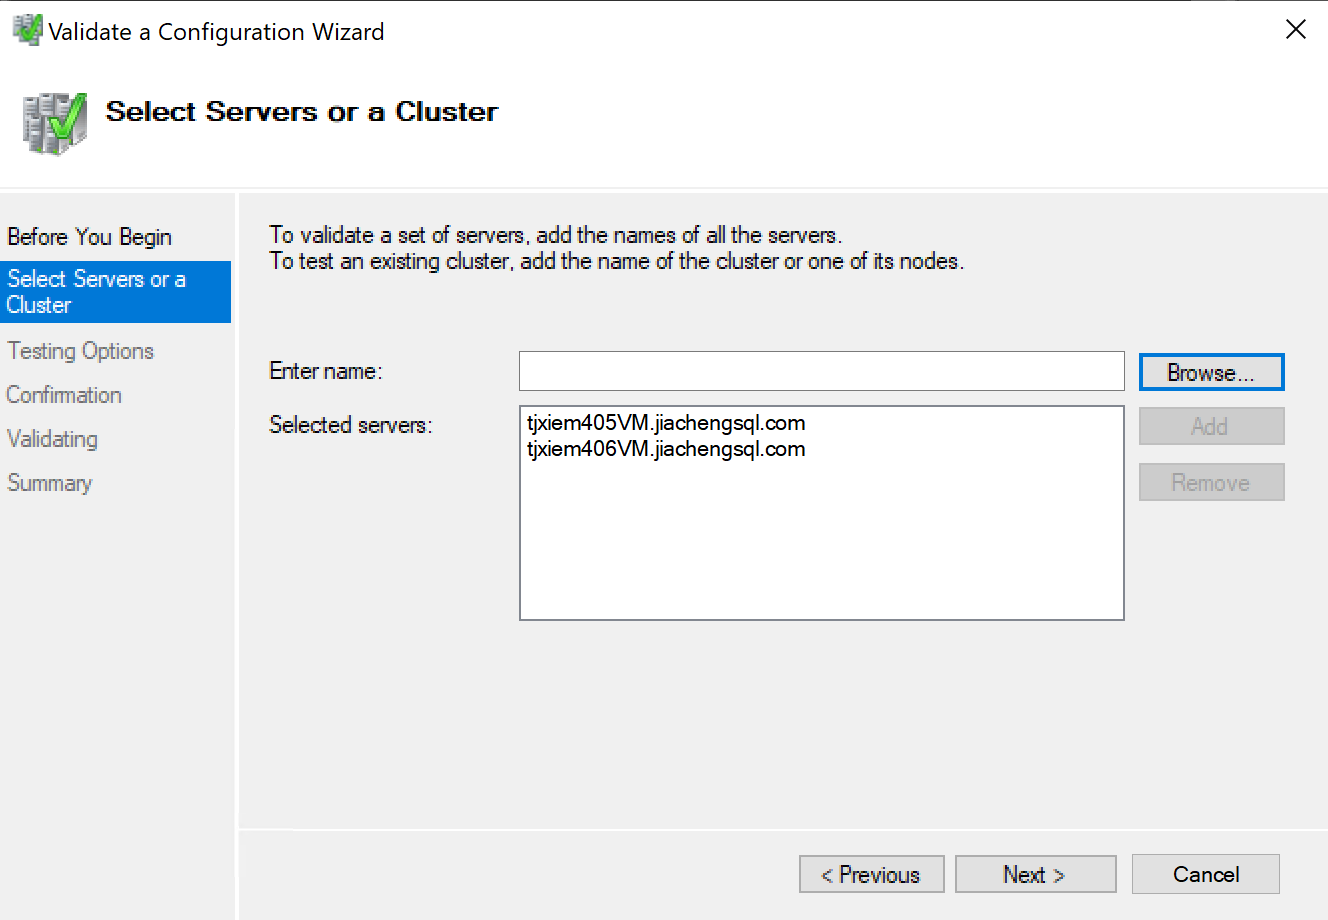 Validate a Configuration Wizard
Select Servers or a Cluster
Before You Begin
Select Servers or a
Cluster
Testing Options
Confirmation
Validating
Summary
To validate a set of servers, add the names of all the servers.
To test an existing cluster, add the name of the cluster or one of its nodes.
Enter name:
Browse...
Selected servers:
tjxiem405VM.jiachengsql.com
tjxiem406VM.jiachengsql.com
Add
Remove
< Previous
Next >
Cancel